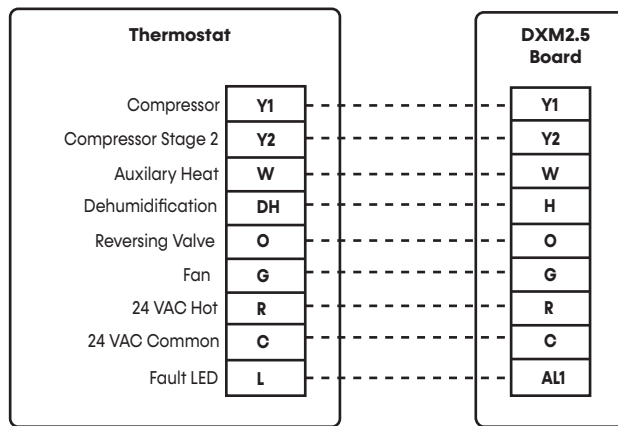 Thermostat
DXM2.5
Board
Compressor Y1 Y1
Compressor Stage 2 Y2 Y2
Auxilary Heat W W
Dehumidification DH H
Reversing Valve O O
Fan G G
24 VAC Hot R R
24 VAC Common C C
Fault LED L AL1